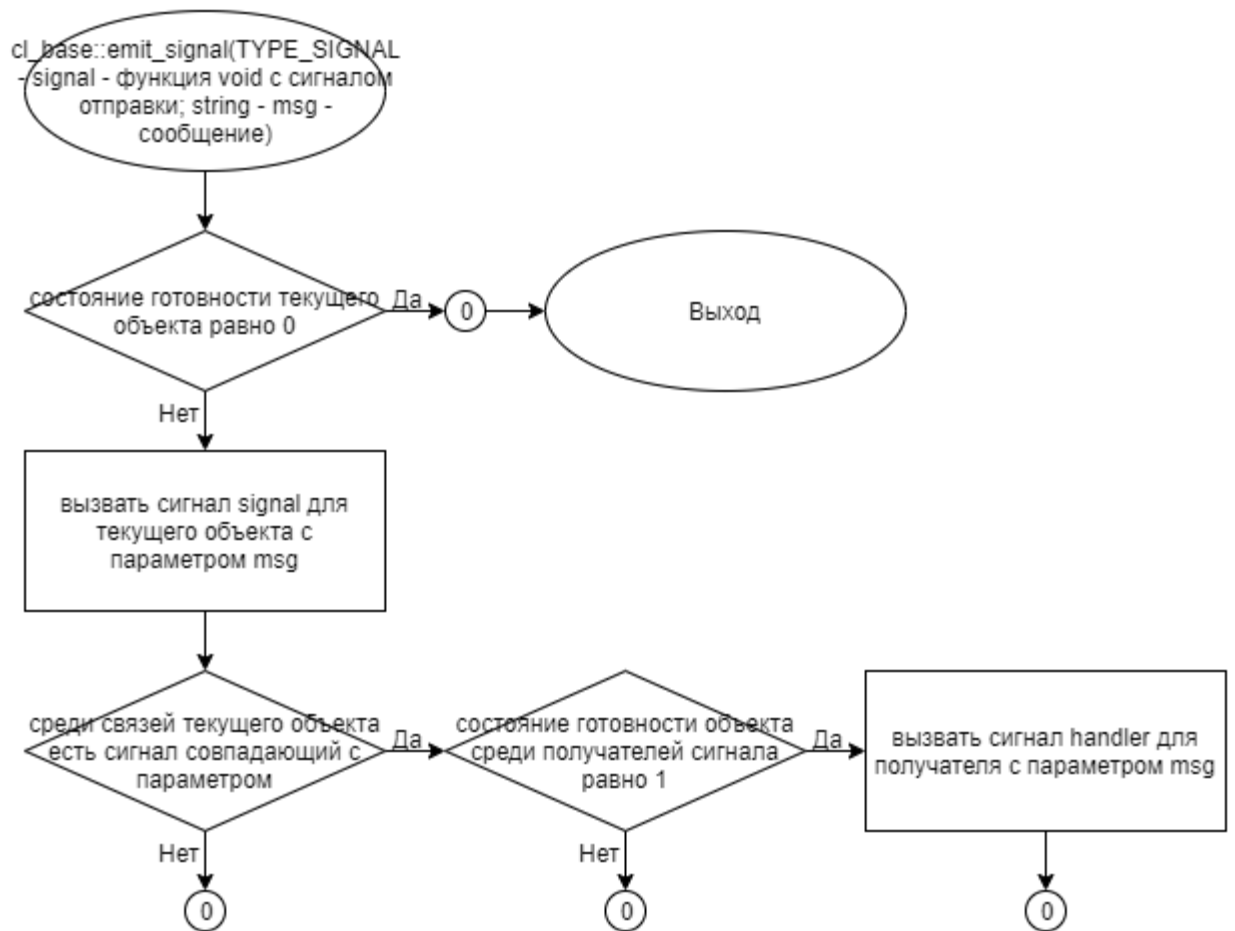 cl_base::emit_signal(TYPE_SIGNAL
- signal - функция void с сигналом
отправки; string - msg -
сообщение)
состояние готовности текущего
объекта равно 0
Да
0
Выход
Нет
вызвать сигнал signal для
текущего объекта с
параметром msg
среди связей текущего объекта
есть сигнал совпадающий с
параметром
Да
состояние готовности объекта
среди получателей сигнала
равно 1
Да
вызвать сигнал handler для
получателя с параметром msg
Нет
Нет
0
0
0